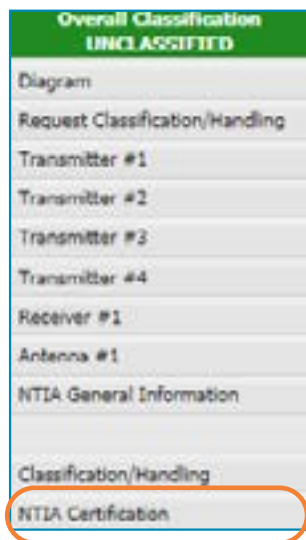 Overall Classification
UNCLASSIFIED
Diagram
Request Classification/Handling
Transmitter #1
Transmitter #2
Transmitter #3
Transmitter #4
Receiver #1
Antenna #1
NTIA General Information
Classification/Handling
NTIA Certification